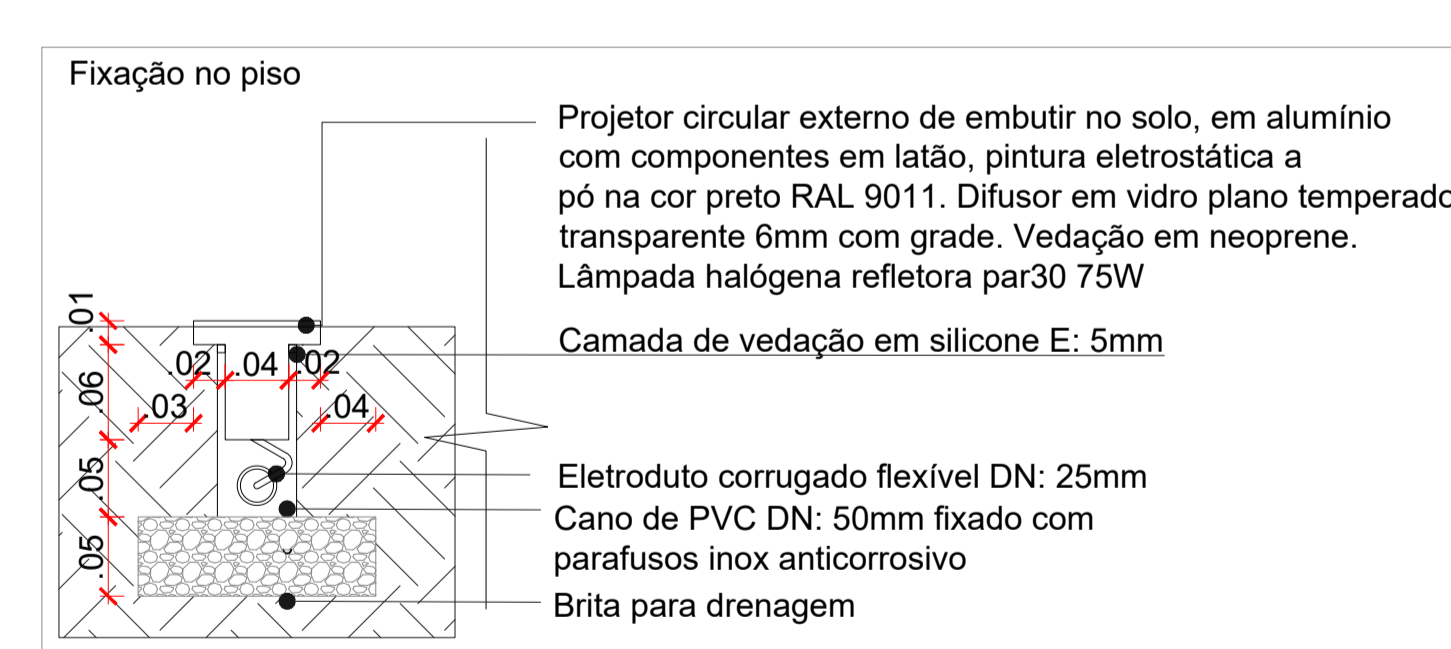 Fixação no piso
Projetor circular externo de embutir no solo, em alumínio
com componentes em latão, pintura eletrostática a
pó na cor preto RAL 9011. Difusor em vidro plano temperado
transparente 6mm com grade. Vedação em neoprene.
Lâmpada halógena refletora par30 75W
.01
Camada de vedação em silicone E: 5mm
.02 .04 .02
.06
.03 .04
.05
Eletroduto corrugado flexível DN: 25mm
Cano de PVC DN: 50mm fixado com
parafusos inox anticorrosivo
.05
Brita para drenagem